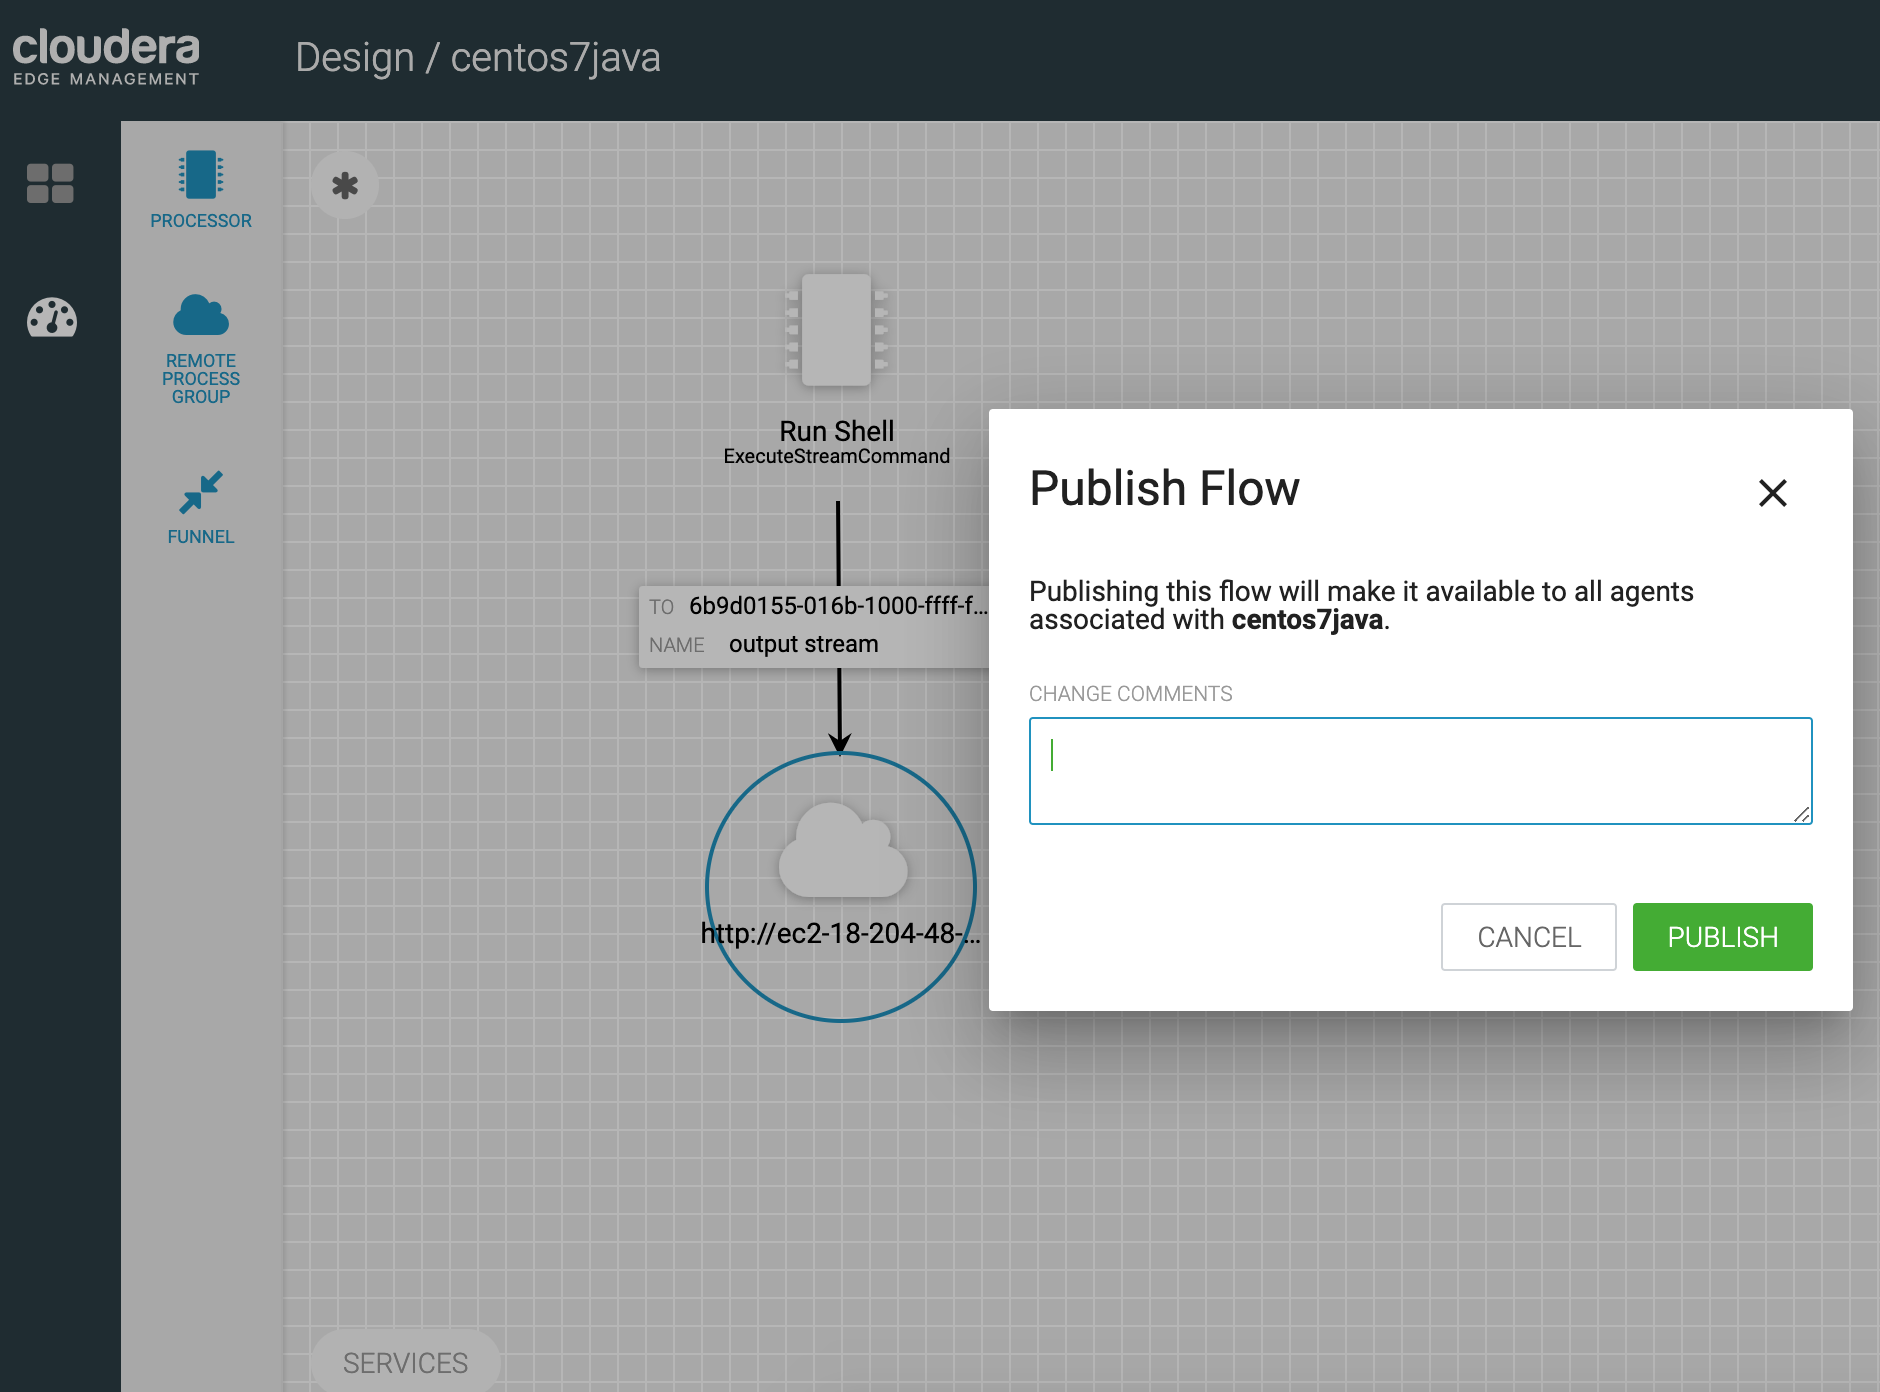 cloudera
EDGE MANAGEMENT
Design / centos7java
PROCESSOR
REMOTE
PROCESS
GROUP
FUNNEL
Run Shell
ExecuteStreamCommand
TO 6b9d0155-016b-1000-ffff-f...
NAME output stream
http://ec2-18-204-48-...
SERVICES
Publish Flow
Publishing this flow will make it available to all agents
associated with centos7java.
CHANGE COMMENTS
CANCEL
PUBLISH